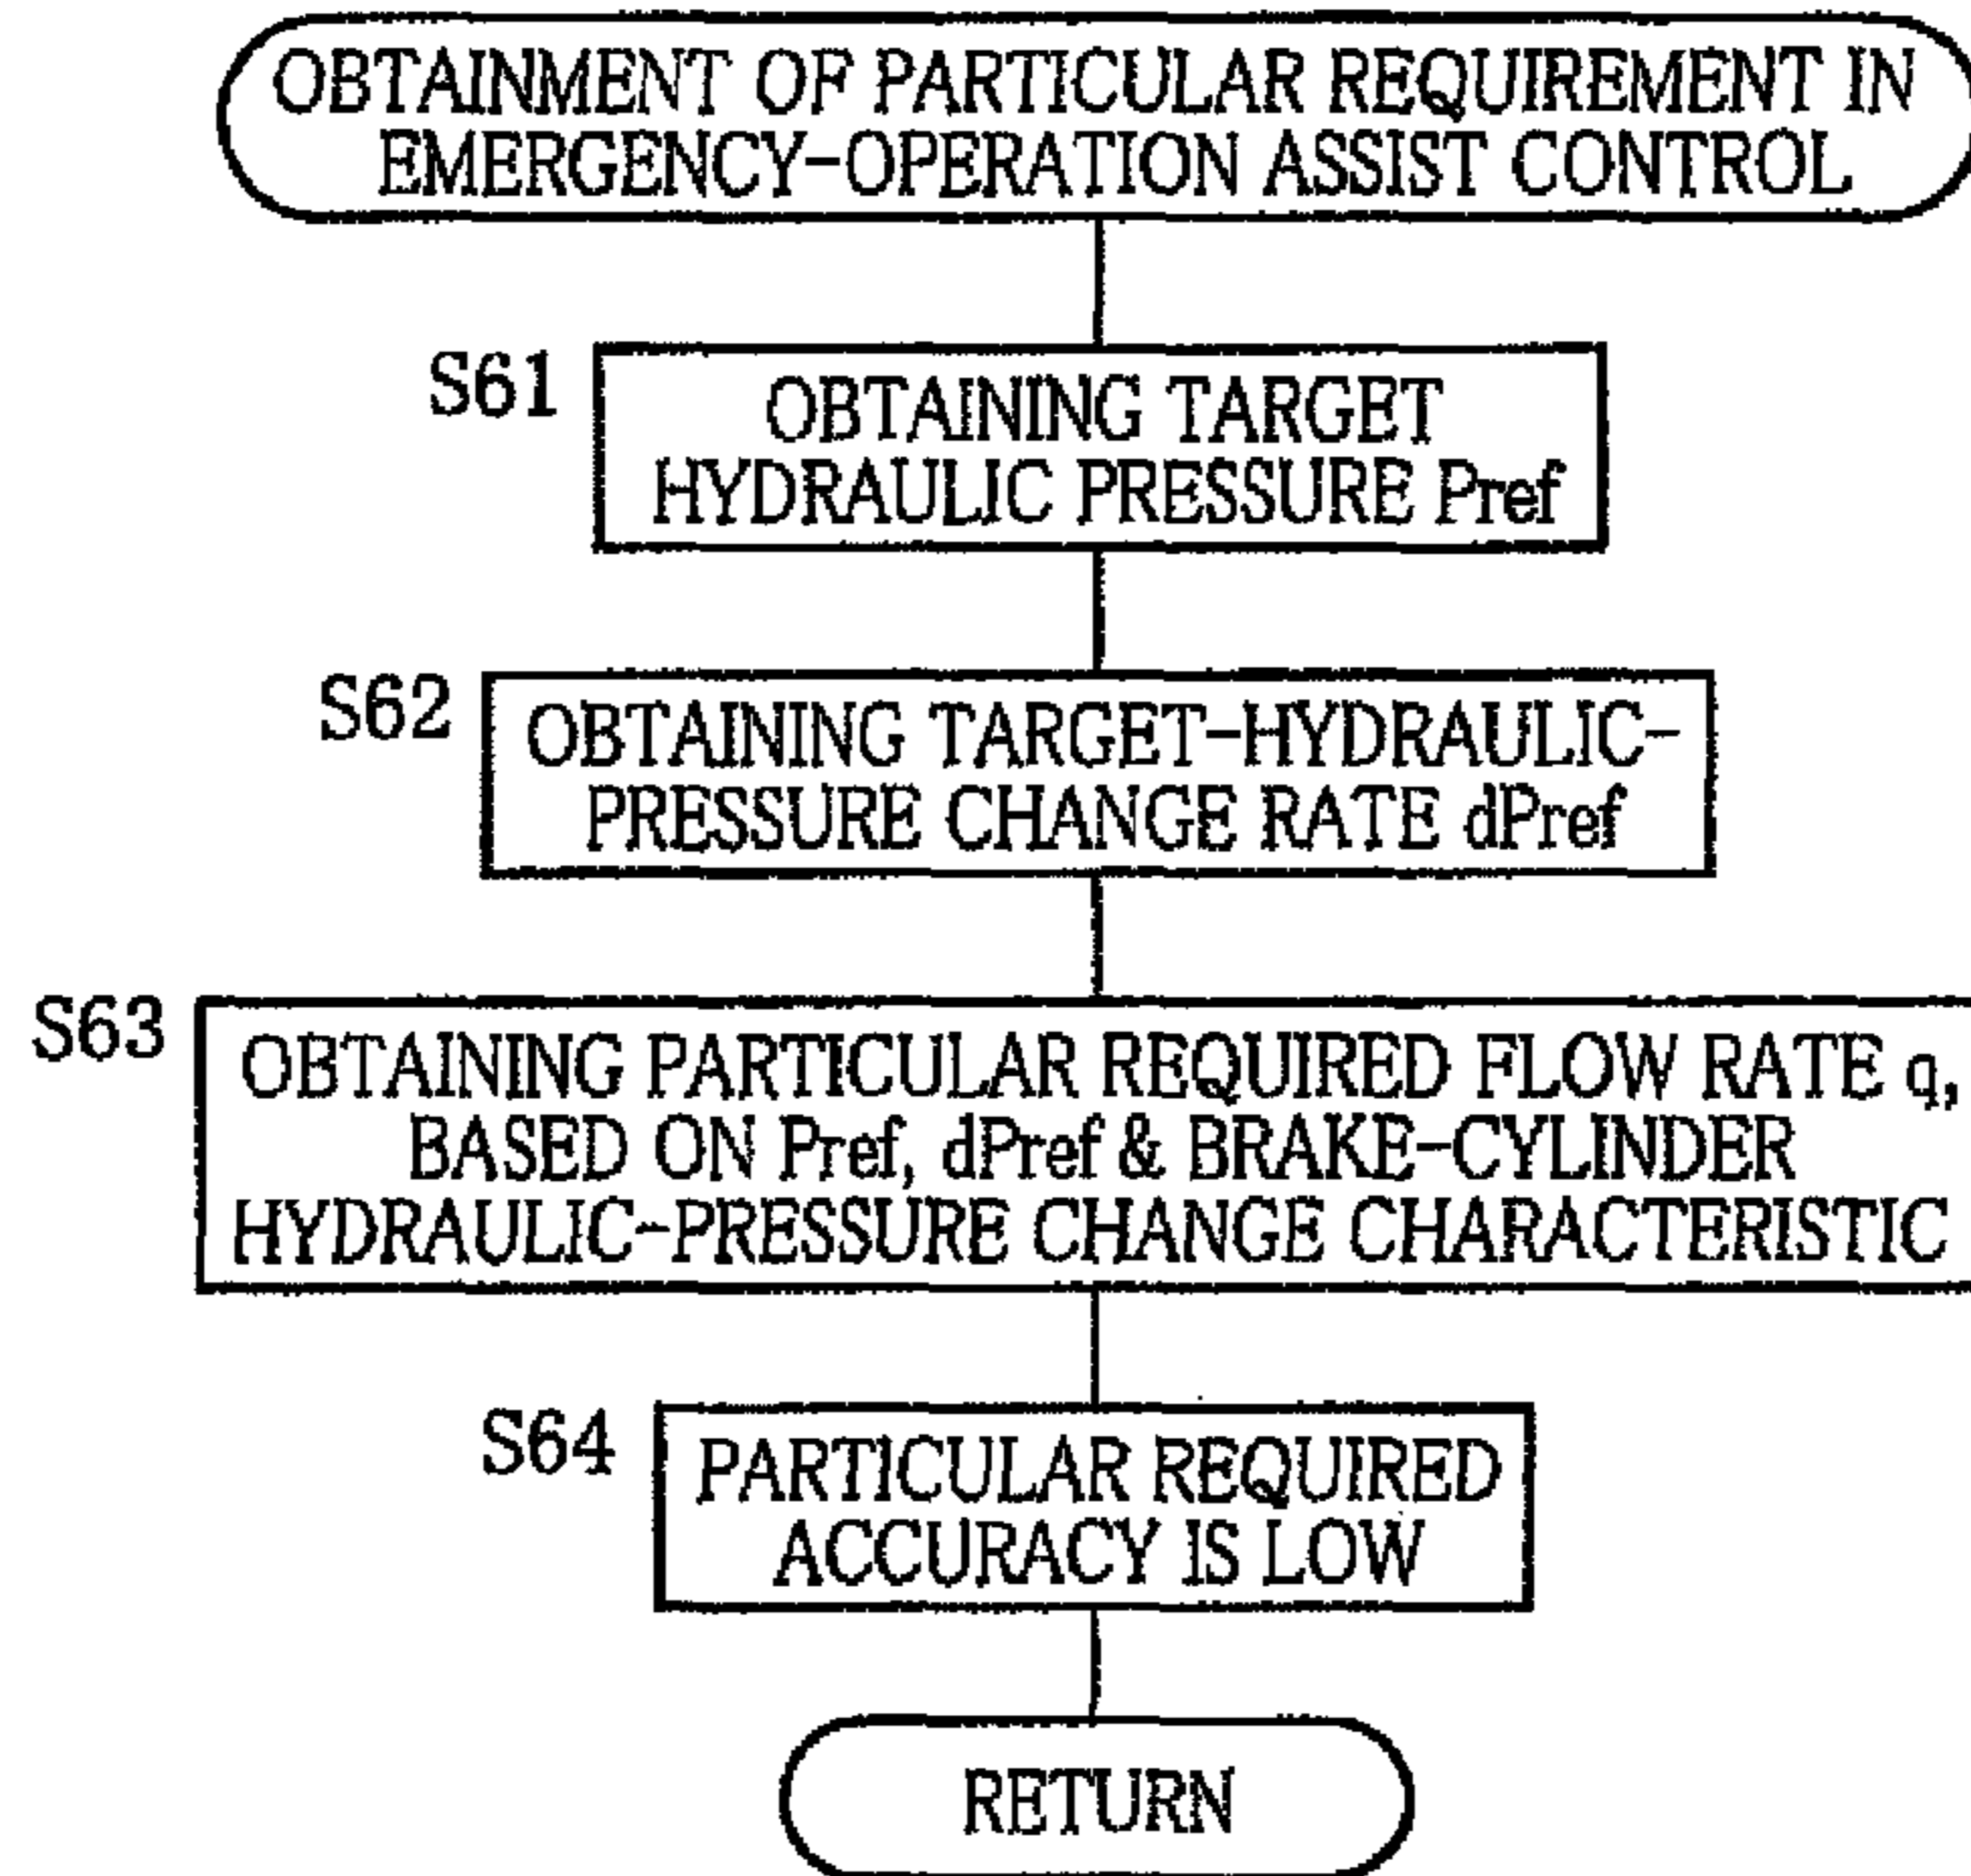 OBTAINMENT OF PARTICULAR REQUIREMENT IN
EMERGENCY-OPERATION ASSIST CONTROL
S61
OBTAINING TARGET
HYDRAULIC PRESSURE Pref
S62
OBTAINING TARGET-HYDRAULIC-
PRESSURE CHANGE RATE dPref
S63
OBTAINING PARTICULAR REQUIRED FLOW RATE q,
BASED ON Pref, dPref & BRAKE-CYLINDER
HYDRAULIC-PRESSURE CHANGE CHARACTERISTIC
S64
PARTICULAR REQUIRED
ACCURACY IS LOW
RETURN